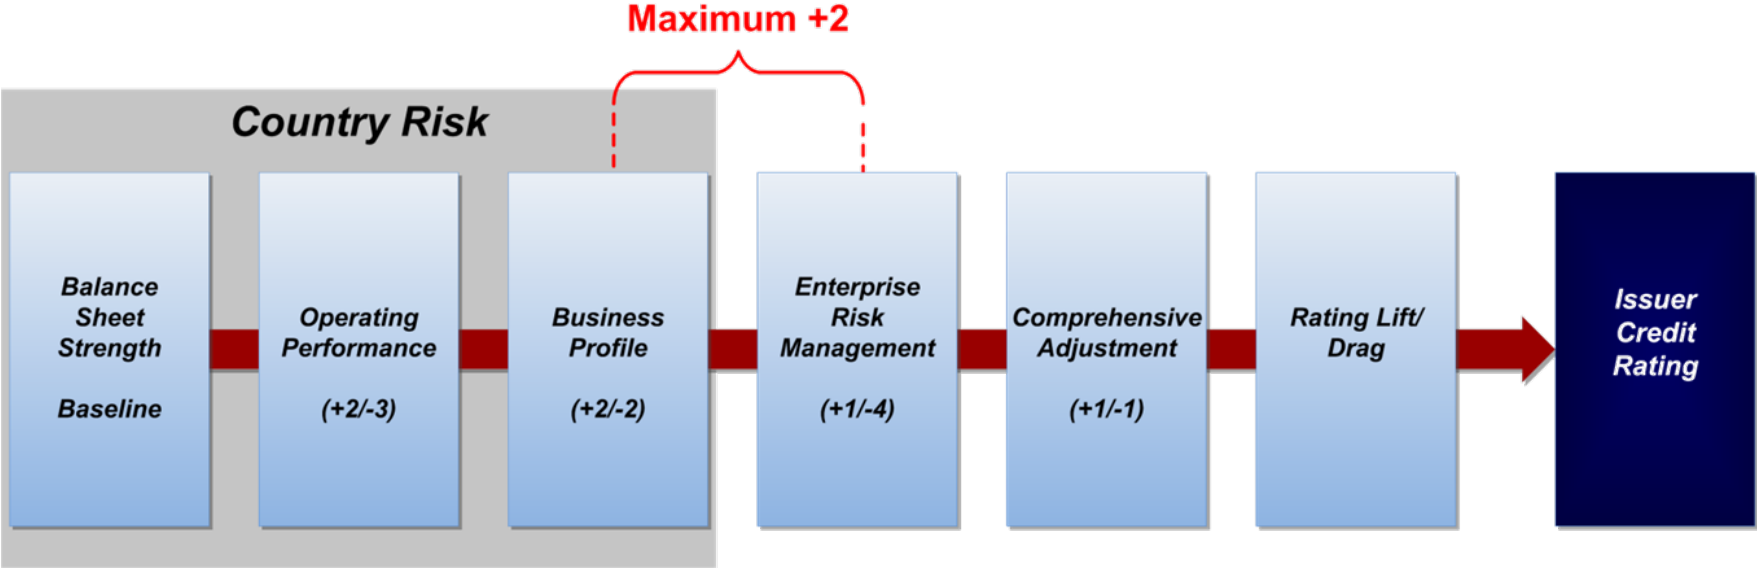 Maximum +2
Country Risk
Balance
Sheet
Strength
Baseline
Operating
Performance
(+2/-3)
Business
Profile
(+2/-2)
Enterprise
Risk
Management
(+1/-4)
Comprehensive
Adjustment
(+1/-1)
Rating Lift/
Drag
Issuer
Credit
Rating